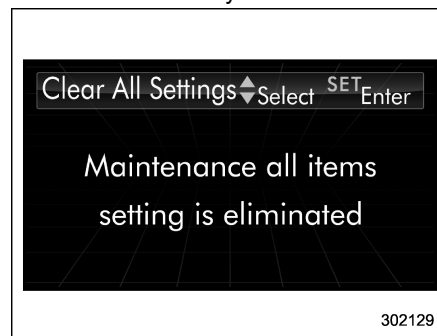 Clear All Settings Select SET Enter
Maintenance all items
setting is eliminated
302129